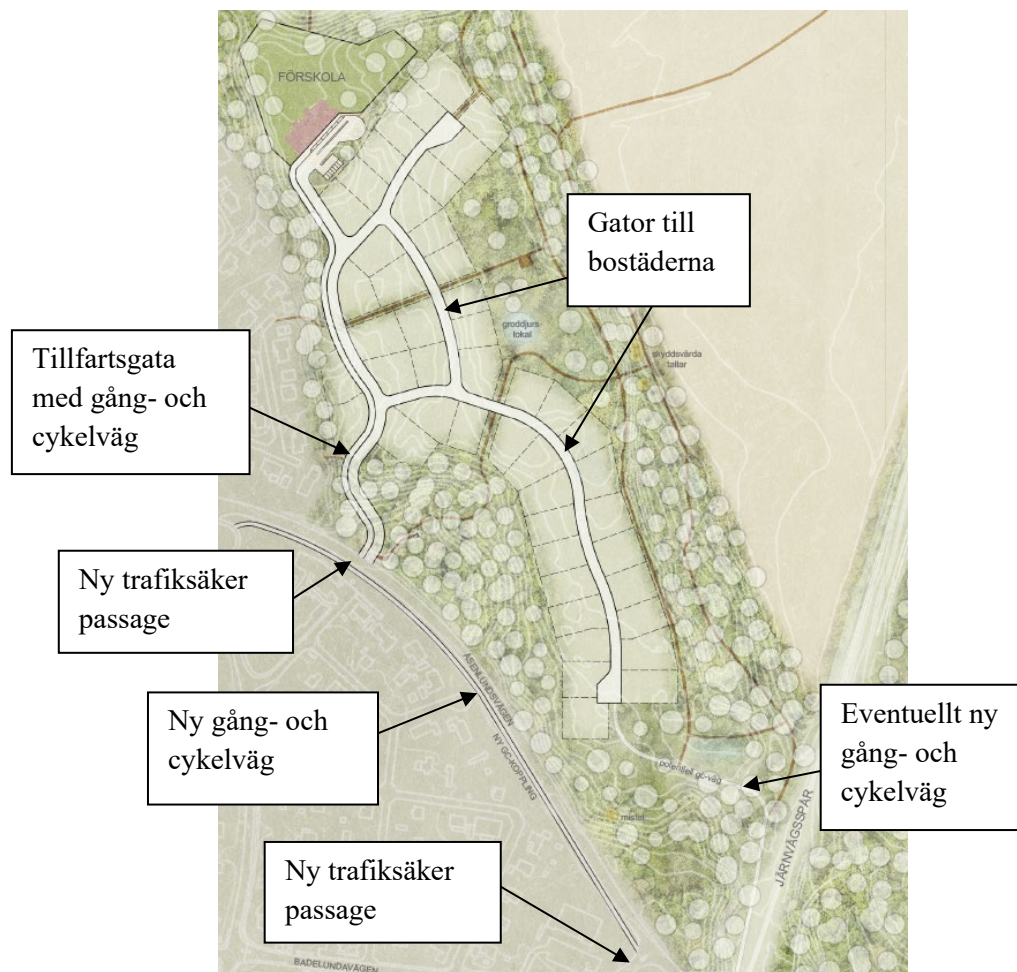 FÖRSKOLA
Gator till
bostäderna
groddjurs-
lokal
skyddsvärda
tallar
Tillfartsgata
med gång- och
cykelväg
Ny trafiksäker
passage
ÅSENLUNDSVÄGEN
NY GC-KOPPLING
Ny gång- och
cykelväg
Eventuellt ny
gång- och
cykelväg
potentiell gc-väg
mistel
JÄRNVÄGSSPÅR
Ny trafiksäker
passage
BADELUNDAVÄGEN